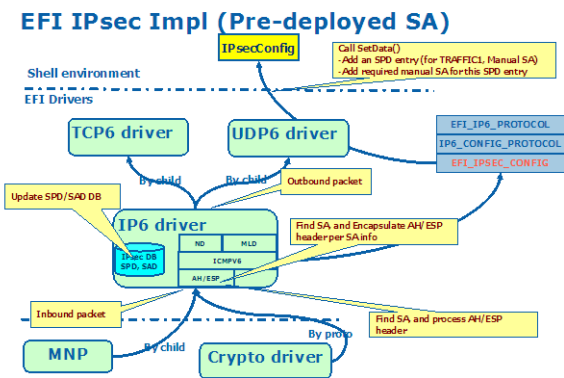 EFI IPsec Impl (Pre-deployed SA)
IPsecConfig
Call SetData()
-Add an SPD entry (for TRAFFIC1, Manual SA)
-Add required manual SA for this SPD entry
Shell environment
EFI Drivers
TCP6 driver
UDP6 driver
EFI_IP6_PROTOCOL
IP6_CONFIG_PROTOCOL
EFI_IPSEC_CONFIG
By child
By child
Outbound packet
Update SPD/SAD DB
IP6 driver
ND
MLD
ICMPV6
AH/ESP
IPsec DB
SPD, SAD
Find SA and Encapsulate AH/ESP
header per SA info
Inbound packet
Find SA, and process AH/ESP
header
By proto
MNP
By child
Crypto driver